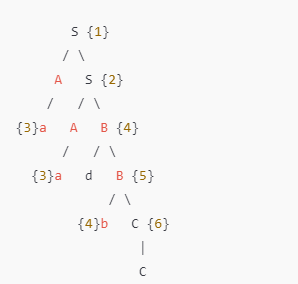 S {1}
/ \
A S {2}
/ / \
{3}a A B {4}
/ / \
{3}a d B {5}
/ \
{4}b C {6}
|
C